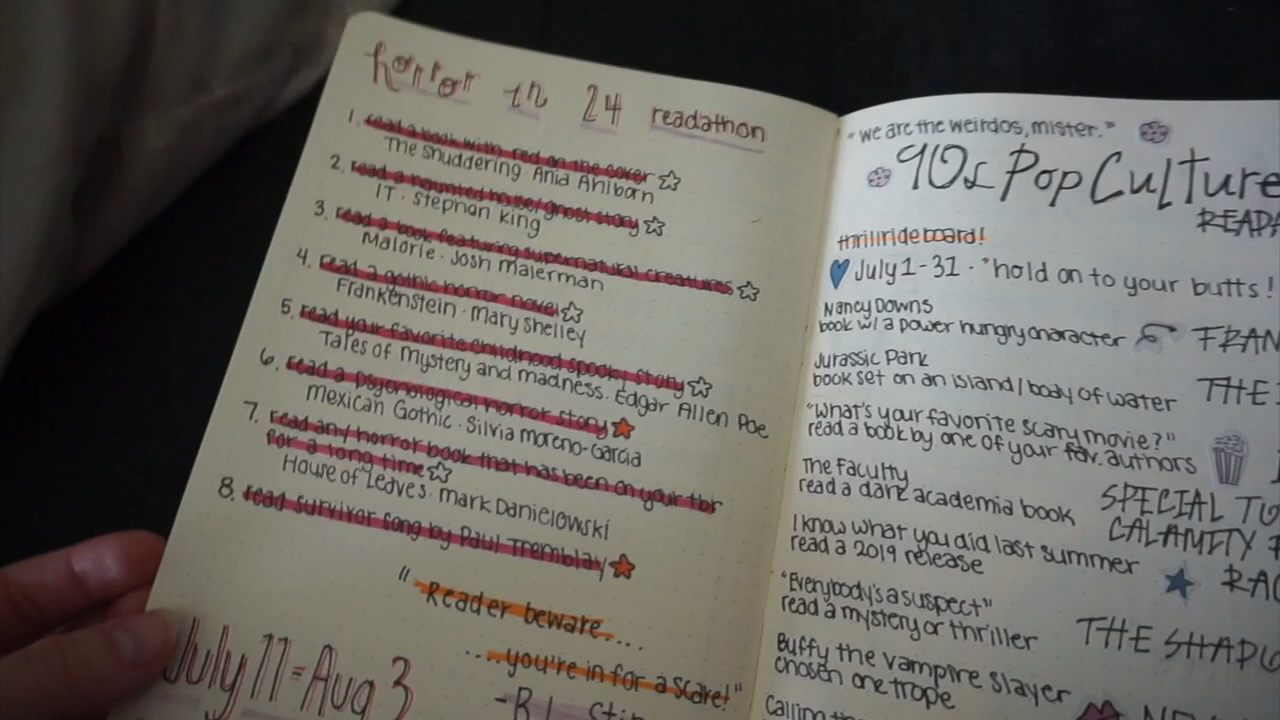 horror in 24 readathon
1. read a book with red on the cover
The Shuddering · Ania Ahlborn
2. read a haunted house/ghost story
IT · Stephan King
3. read a book featuring supernatural creatures
Malorie · Josh Malerman
4. read a gothic horror novel
Frankenstein · Mary Shelley
5. read your favorite childhood spooky story
Tales of Mystery and madness. Edgar Allen Poe
6. read a psychological horror story
Mexican Gothic · Silvia Moreno-Garcia
7. read any horror book that has been on your tbr
for a long time
House of Leaves · Mark Danielowski
8. read survivor song by Paul Tremblay
"Reader beware....
....you're in for a scare!"
July 11 - Aug 3
"we are the weirdos, mister."
90s Pop Culture
thrillride board!
July 1-31 · "hold on to your butts!
Nancy Downs
book w/ a power hungry character
Jurassic Park
book set on an island/body of water THE
"What's your favorite scary movie?"
read a book by one of your fav. authors
The Faculty
read a dark academia book SPECIAL
CALAMITY
I know what you did last summer
read a 2019 release
"Everybody's a suspect"
read a mystery or thriller THE
Buffy the vampire slayer
chosen one trope
Calling